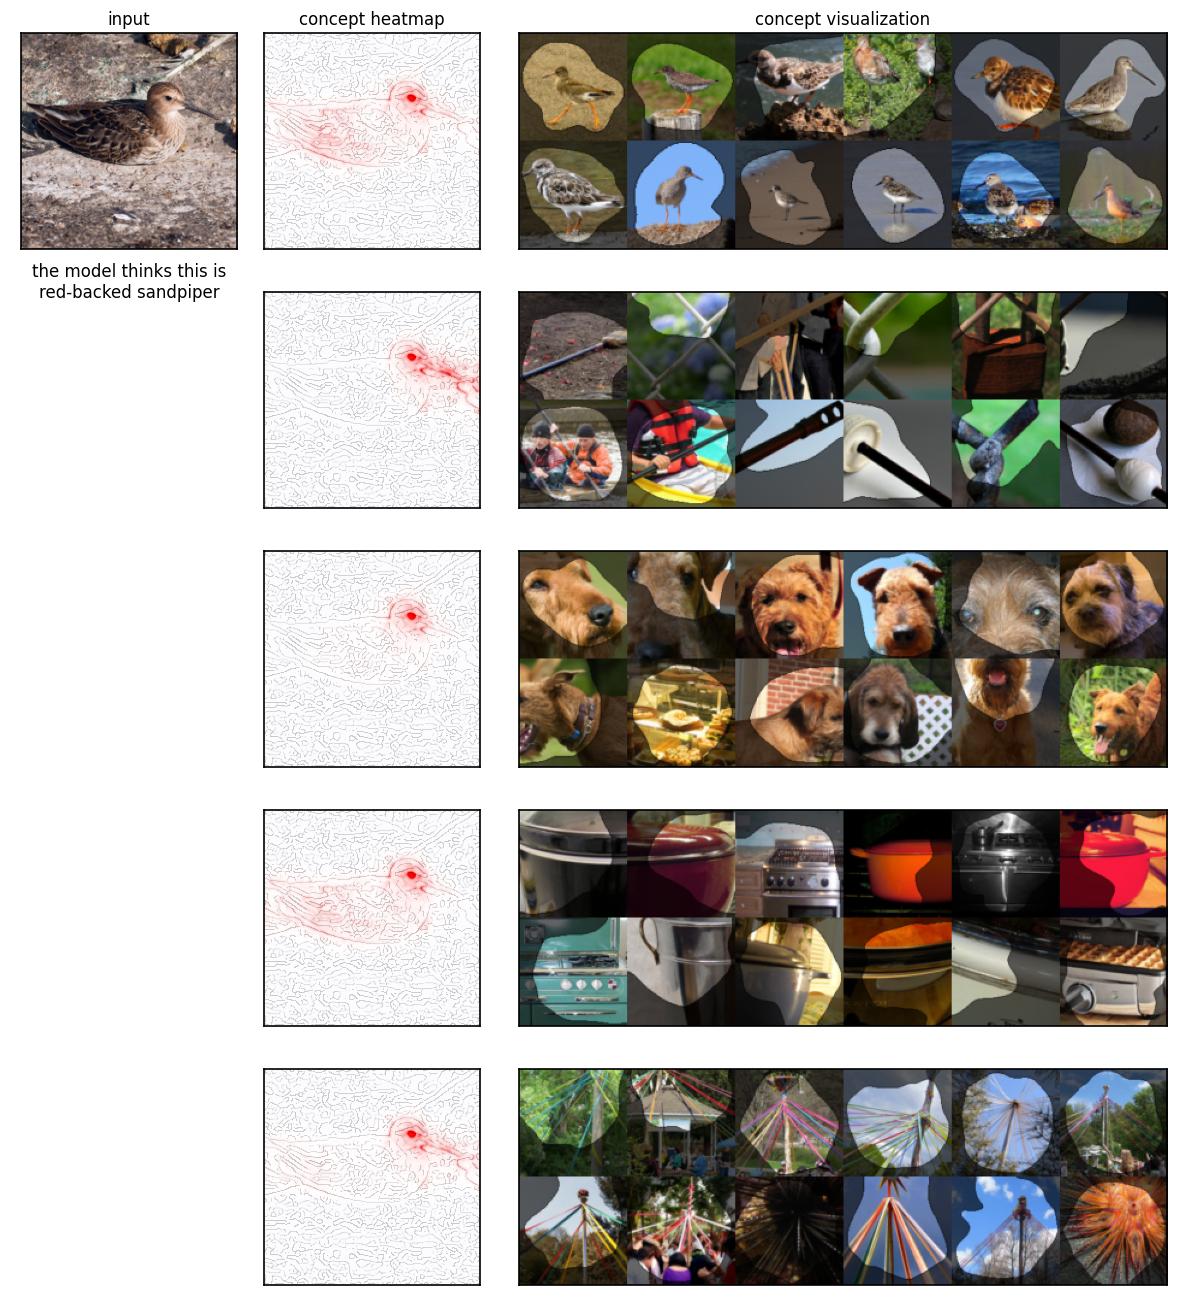 input
concept heatmap
concept visualization
the model thinks this is
red-backed sandpiper